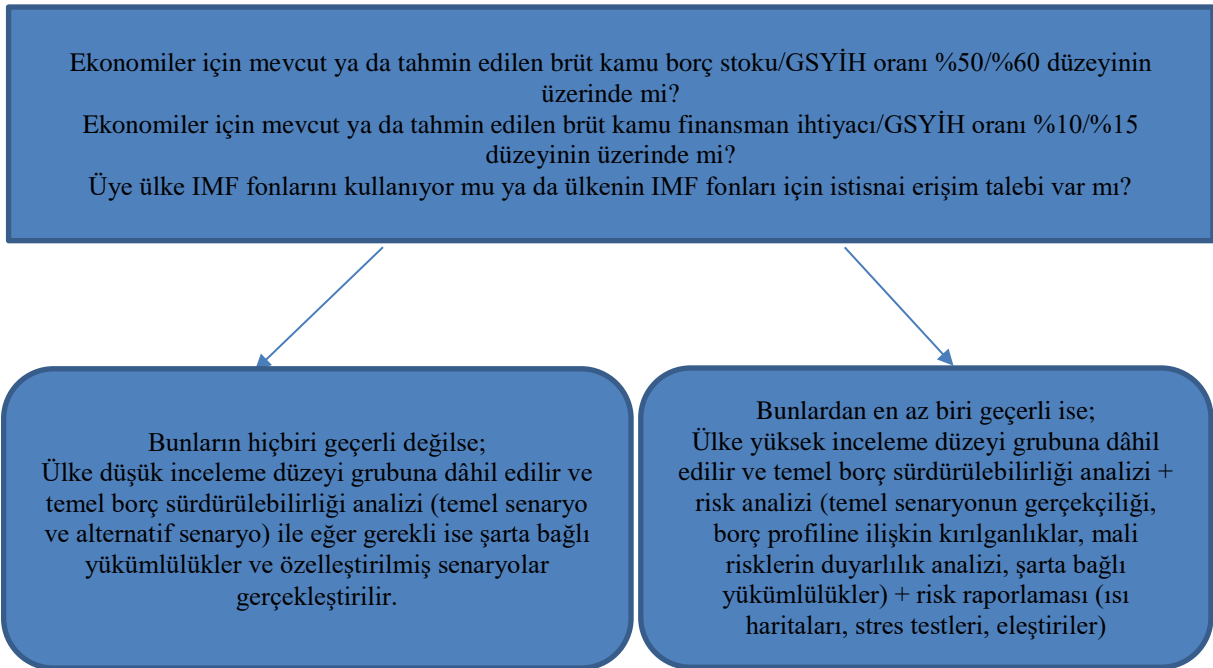 Ekonomiler için mevcut ya da tahmin edilen brüt kamu borç stoku/GSYİH oranı %50/%60 düzeyinin
üzerinde mi?
Ekonomiler için mevcut ya da tahmin edilen brüt kamu finansman ihtiyacı/GSYİH oranı %10/%15
düzeyinin üzerinde mi?
Üye ülke IMF fonlarını kullanıyor mu ya da ülkenin IMF fonları için istisnai erişim talebi var mı?
Bunların hiçbiri geçerli değilse;
Ülke düşük inceleme düzeyi grubuna dâhil edilir ve
temel borç sürdürülebilirliği analizi (temel senaryo
ve alternatif senaryo) ile eğer gerekli ise şarta bağlı
yükümlülükler ve özelleştirilmiş senaryolar
gerçekleştirilir.
Bunlardan en az biri geçerli ise;
Ülke yüksek inceleme düzeyi grubuna dâhil
edilir ve temel borç sürdürülebilirliği analizi +
risk analizi (temel senaryonun gerçekçiliği,
borç profiline ilişkin kırılganlıklar, mali
risklerin duyarlılık analizi, şarta bağlı
yükümlülükler) + risk raporlaması (ısı
haritaları, stres testleri, eleştiriler)